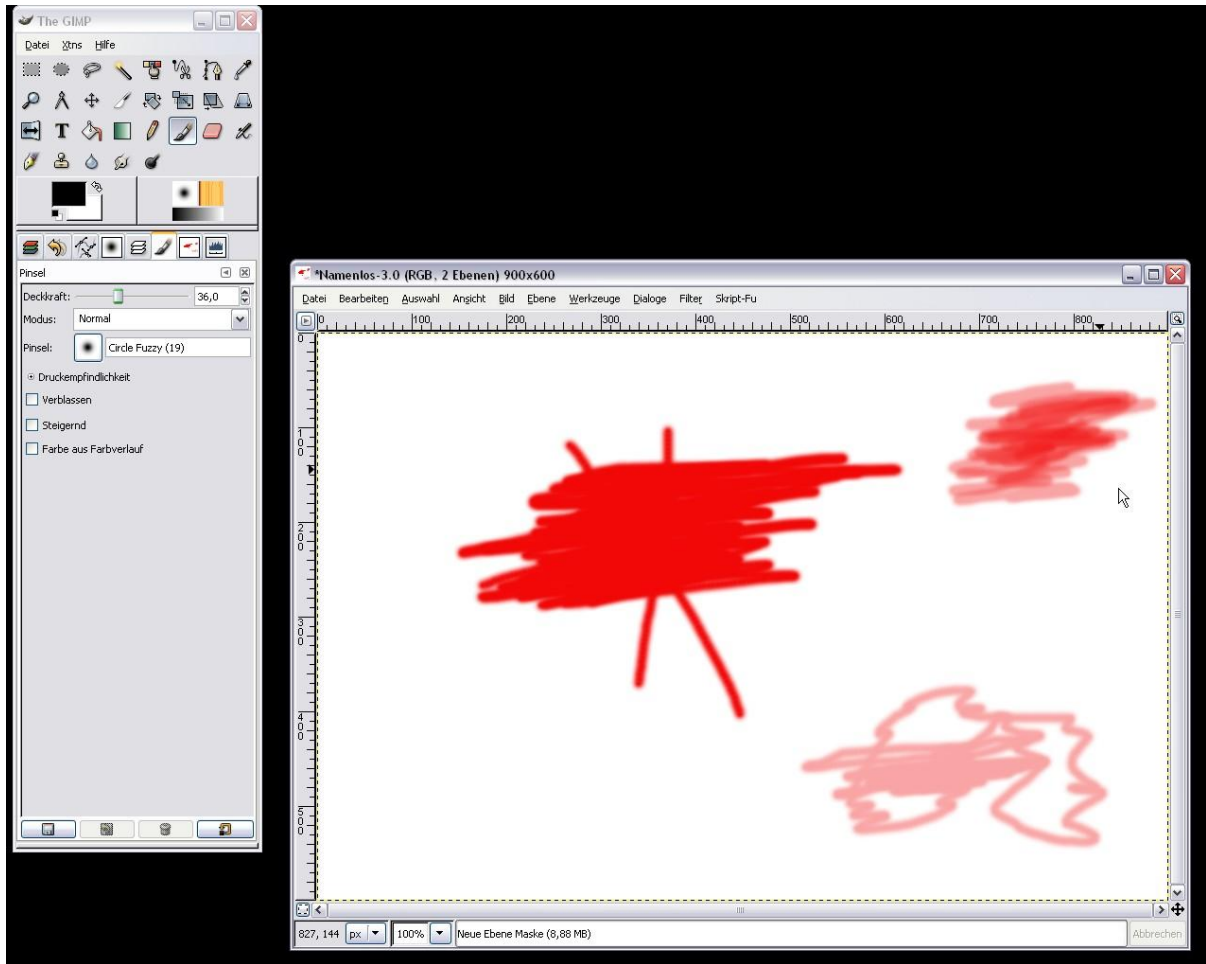 The GIMP
Datei Xtns Hilfe
T
Pinsel
Deckkraft: 36,0
Modus: Normal
Pinsel: Circle Fuzzy (19)
Druckempfindlichkeit
Verblassen
Steigernd
Farbe aus Farbverlauf
*Namenlos-3.0 (RGB, 2 Ebenen) 900x600
Datei Bearbeiten Auswahl Ansicht Bild Ebene Werkzeuge Dialoge Filter Skript-Fu
0 100 200 300 400 500 600 700 800
0
100
200
300
400
500
827, 144 px 100% Neue Ebene Maske (8,88 MB) Abbrechen